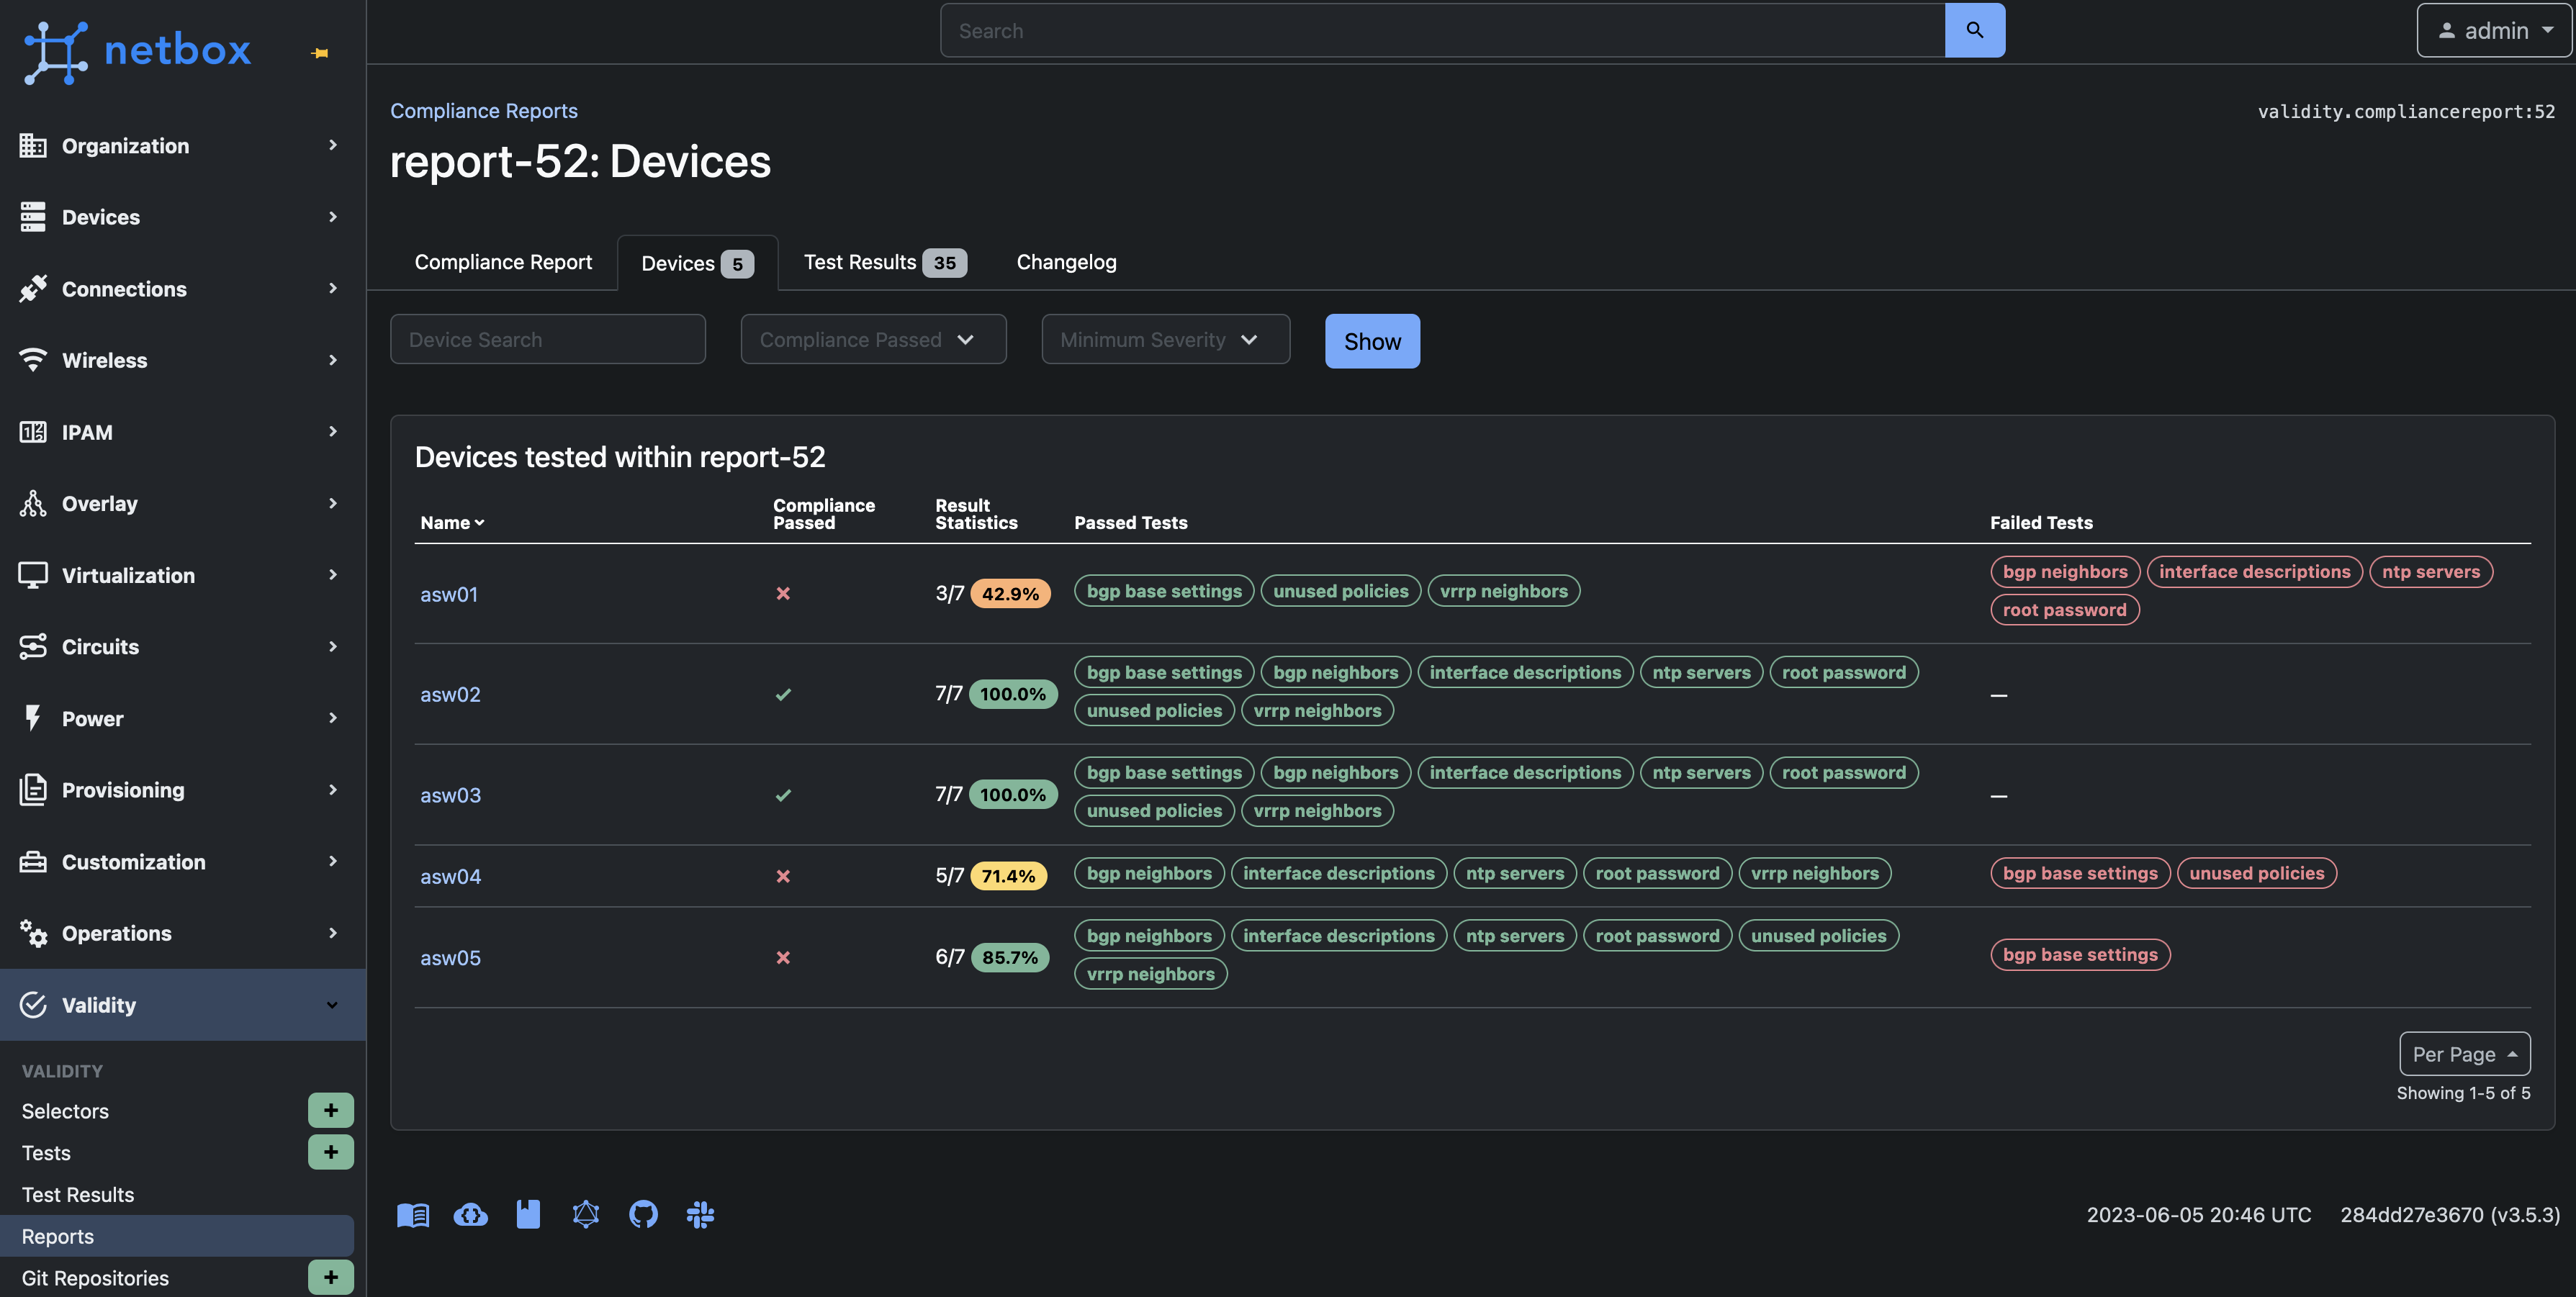 netbox
Search
admin
Organization
Devices
Connections
Wireless
IPAM
Overlay
Virtualization
Circuits
Power
Provisioning
Customization
Operations
Validity
VALIDITY
Selectors
Tests
Test Results
Reports
Git Repositories
Compliance Reports
validity.compliancereport:52
report-52: Devices
Compliance Report Devices 5 Test Results 35 Changelog
Device Search Compliance Passed Minimum Severity Show
Devices tested within report-52
Name Compliance Passed Result Statistics Passed Tests Failed Tests
asw01 3/7 42.9% bgp base settings unused policies vrrp neighbors bgp neighbors interface descriptions ntp servers
root password
asw02 7/7 100.0% bgp base settings bgp neighbors interface descriptions ntp servers root password —
unused policies vrrp neighbors
asw03 7/7 100.0% bgp base settings bgp neighbors interface descriptions ntp servers root password —
unused policies vrrp neighbors
asw04 5/7 71.4% bgp neighbors interface descriptions ntp servers root password vrrp neighbors bgp base settings unused policies
asw05 6/7 85.7% bgp neighbors interface descriptions ntp servers root password unused policies bgp base settings
vrrp neighbors
Per Page
Showing 1-5 of 5
2023-06-05 20:46 UTC 284dd27e3670 (v3.5.3)